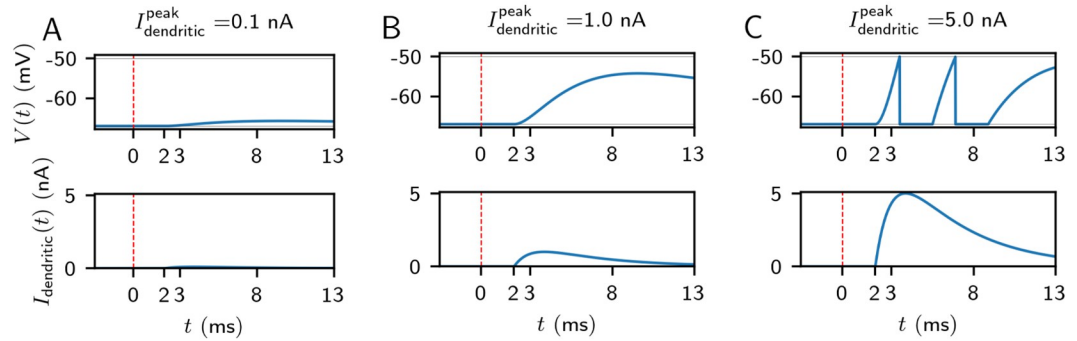 A
I^peak_dendritic =0.1 nA
B
I^peak_dendritic =1.0 nA
C
I^peak_dendritic =5.0 nA
V(t) (mV)
-50
-60
0 2 3 8 13
-50
-60
0 2 3 8 13
-50
-60
0 2 3 8 13
I_dendritic(t) (nA)
5
0
0 2 3 8 13
t (ms)
5
0
0 2 3 8 13
t (ms)
5
0
0 2 3 8 13
t (ms)